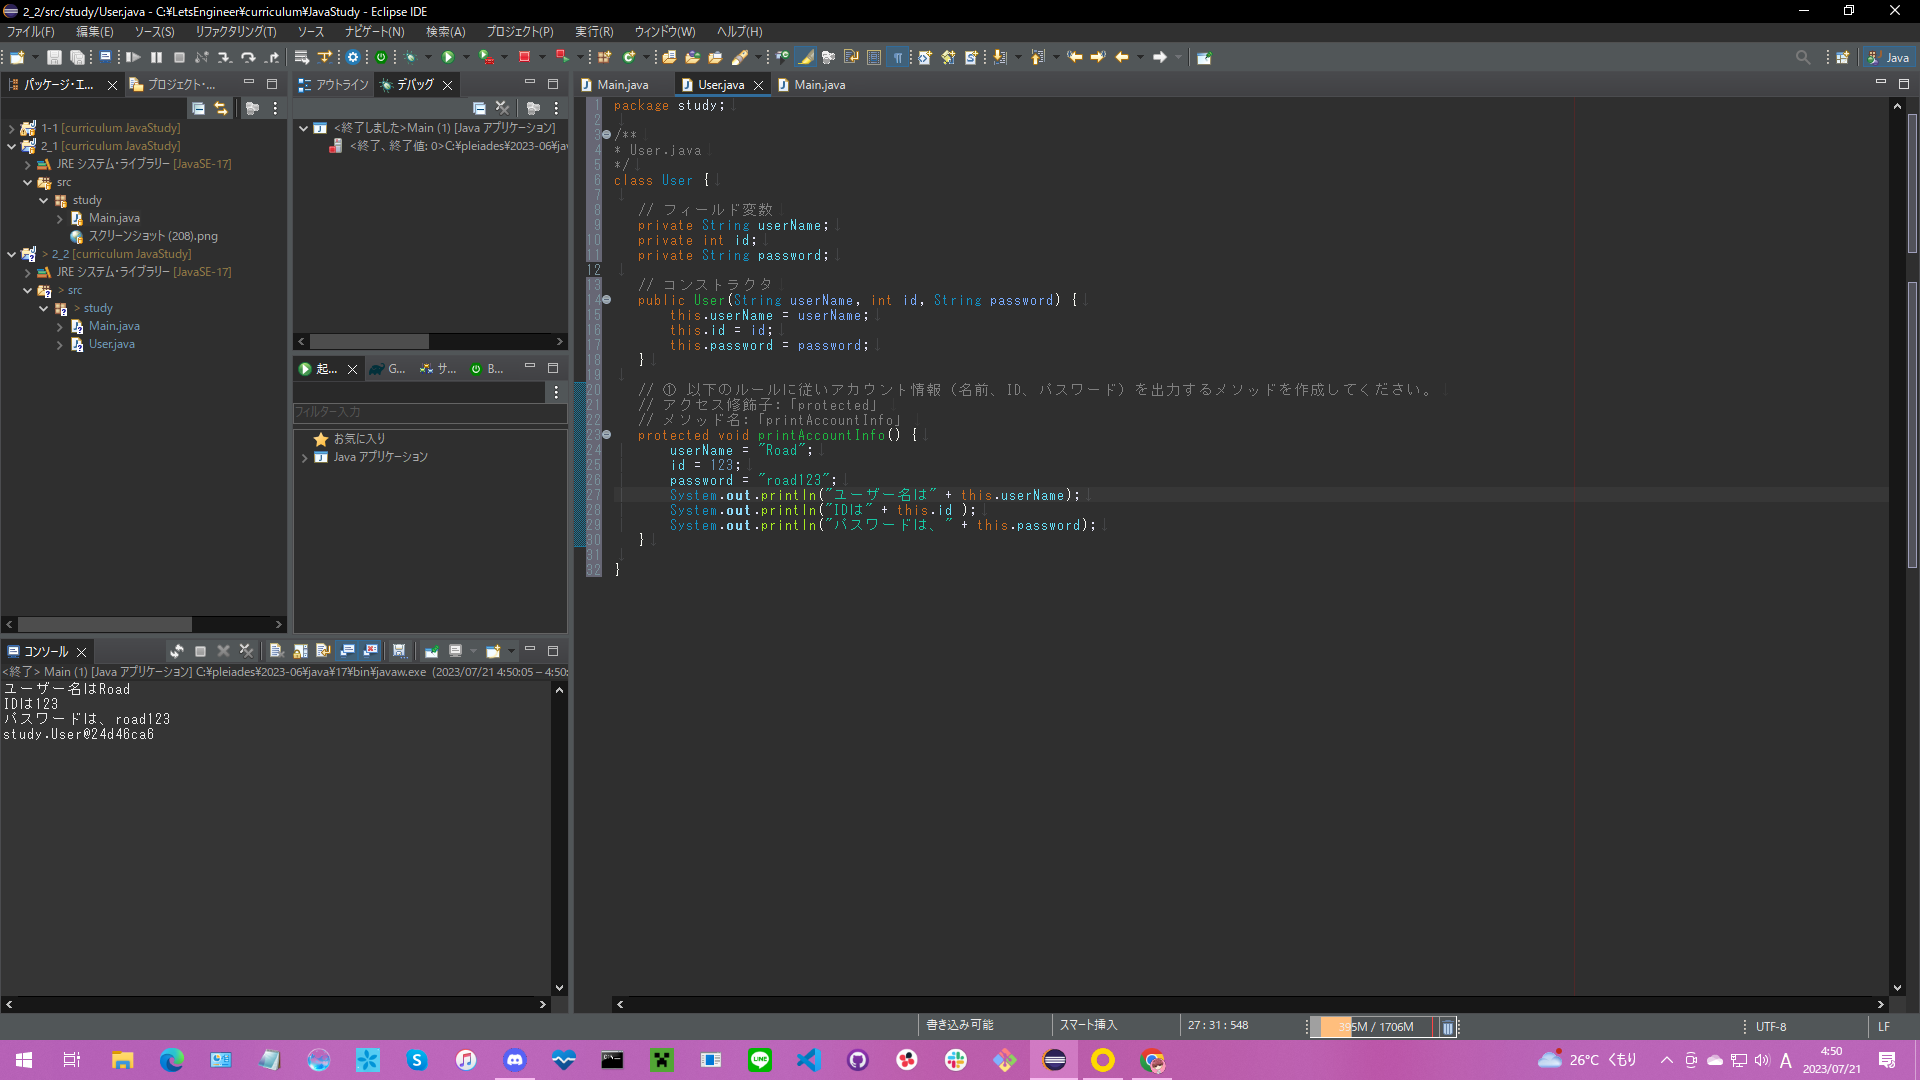 2_2/src/study/User.java - C:¥LetsEngineer¥curriculum¥JavaStudy - Eclipse IDE
ファイル(F) 編集(E) ソース(S) リファクタリング(T) ソース ナビゲート(N) 検索(A) プロジェクト(P) 実行(R) ウィンドウ(W) ヘルプ(H)
Java
パッケージ・エ... プロジェクト・...
1-1 [curriculum JavaStudy]
2_1 [curriculum JavaStudy]
JRE システム・ライブラリー [JavaSE-17]
src
study
Main.java
スクリーンショット (208).png
> 2_2 [curriculum JavaStudy]
JRE システム・ライブラリー [JavaSE-17]
> src
> study
Main.java
User.java
アウトライン デバッグ
<終了しました>Main (1) [Java アプリケーション]
<終了、終了値: 0>C:¥pleiades¥2023-06¥jav
起... G... サ... B...
フィルター入力
お気に入り
Java アプリケーション
Main.java User.java Main.java
1 package study;
2
3 /**
4 * User.java
5 */
6 class User {
7
8 // フィールド変数
9 private String userName;
10 private int id;
11 private String password;
12
13 // コンストラクタ
14 public User(String userName, int id, String password) {
15 this.userName = userName;
16 this.id = id;
17 this.password = password;
18 }
19
20 // ① 以下のルールに従いアカウント情報（名前、ID、パスワード）を出力するメソッドを作成してください。
21 // アクセス修飾子:「protected」
22 // メソッド名:「printAccountInfo」
23 protected void printAccountInfo() {
24 userName = "Road";
25 id = 123;
26 password = "road123";
27 System.out.println("ユーザー名は" + this.userName);
28 System.out.println("IDは" + this.id );
29 System.out.println("パスワードは、" + this.password);
30 }
31
32 }
コンソール
<終了> Main (1) [Java アプリケーション] C:¥pleiades¥2023-06¥java¥17¥bin¥javaw.exe (2023/07/21 4:50:05 – 4:50:
ユーザー名はRoad
IDは123
パスワードは、road123
study.User@24d46ca6
書き込み可能 スマート挿入 27 : 31 : 548 395M / 1706M UTF-8 LF
26°C くもり A 4:50
2023/07/21